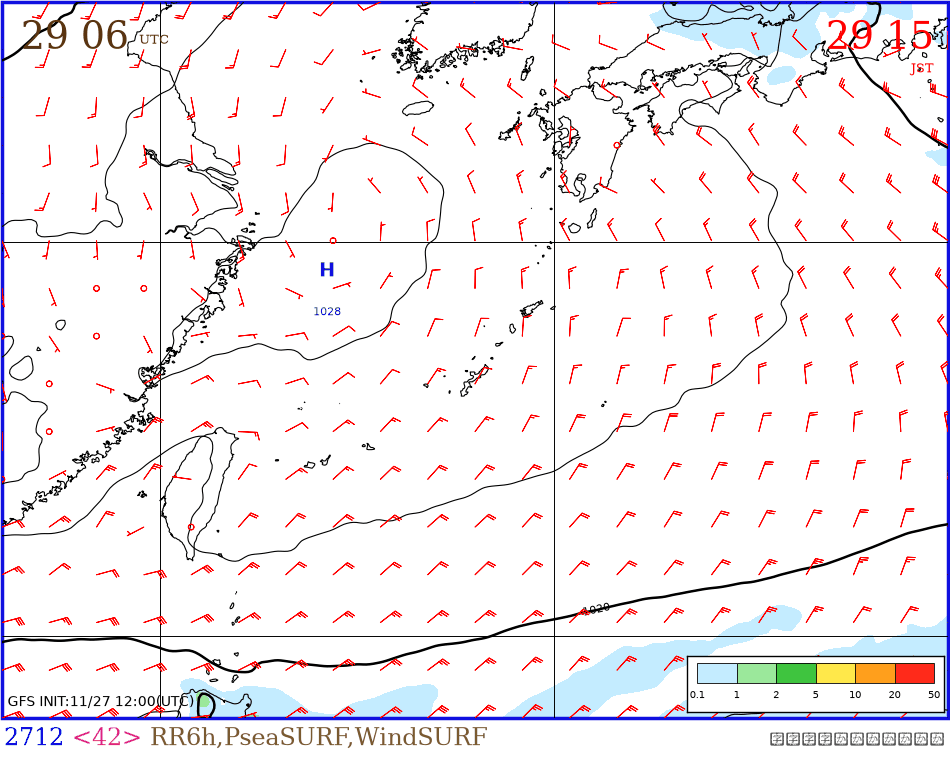 29 06 UTC
29 15
JST
H
1028
1020
GFS INIT:11/27 12:00(UTC)
0.1 1 2 5 10 20 50
2712 <42> RR6h,PseaSURF,WindSURF